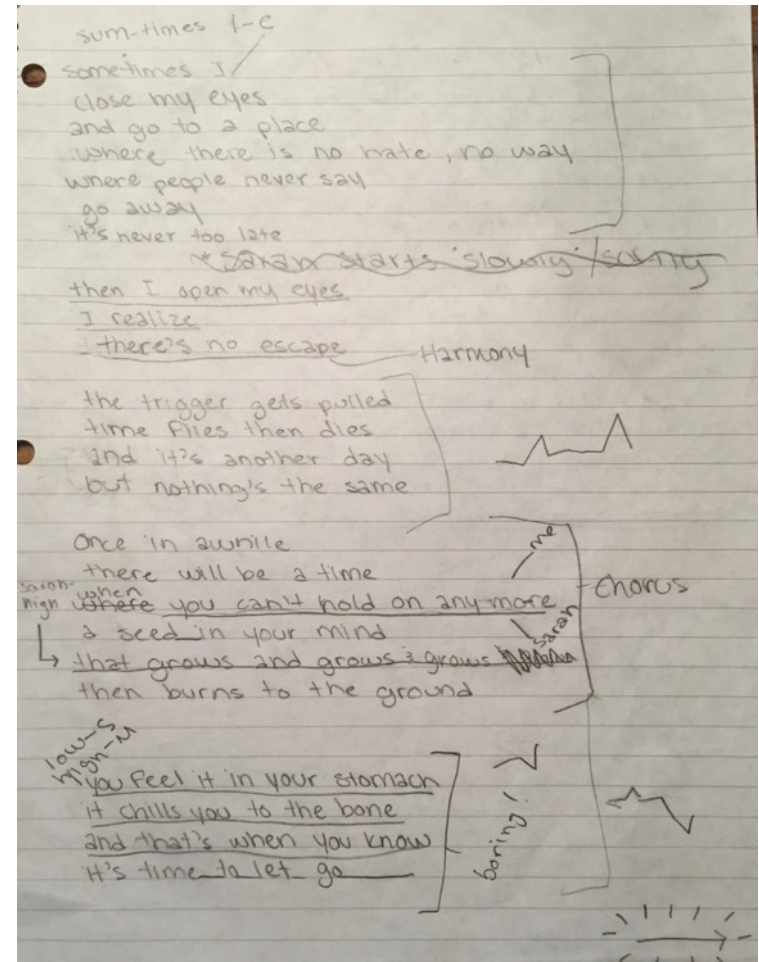 sum-times I-e
sometimes I
close my eyes
and go to a place
where there is no hate, no way
where people never say
go away
it's never too late
*Sarah starts "slowly"
then I open my eyes
I realize
there's no escape
Harmony
the trigger gets pulled
time flies then dies
and it's another day
but nothing's the same
Once in awhile
there will be a time
me
sarah-high
when
where you can't hold on anymore
Chorus
a seed in your mind
sarah
that grows and grows & grows
then burns to the ground
low-S
high-M
you feel it in your stomach
it chills you to the bone
and that's when you know
it's time to let go
boring!